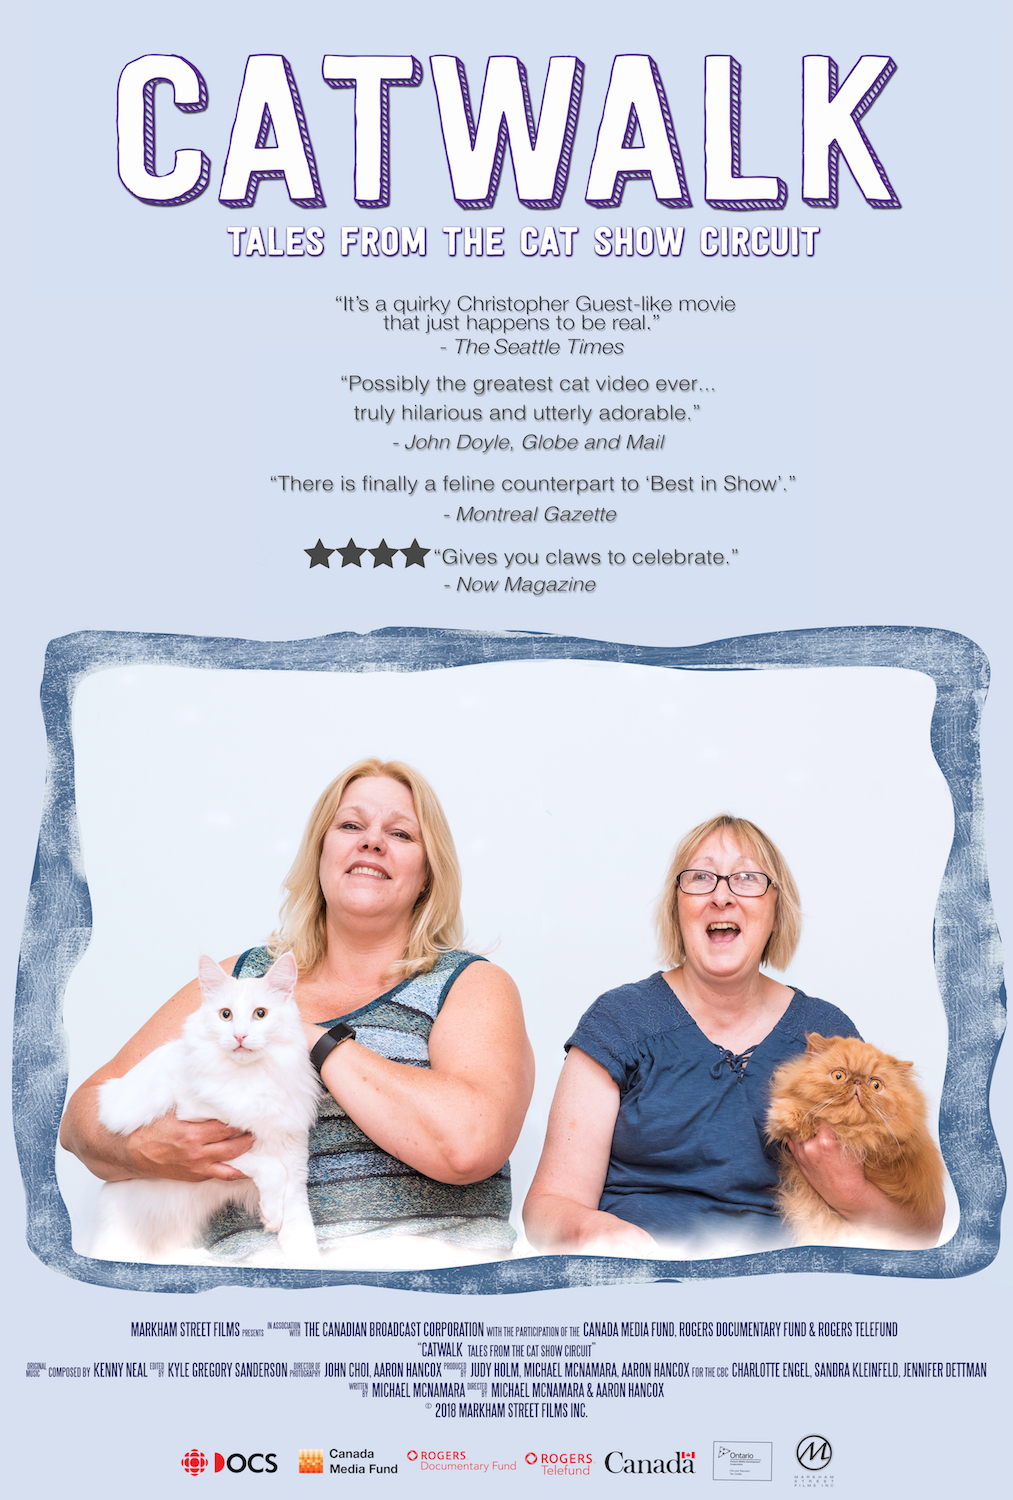 CATWALK
TALES FROM THE CAT SHOW CIRCUIT
“It’s a quirky Christopher Guest-like movie
that just happens to be real.”
- The Seattle Times
“Possibly the greatest cat video ever...
truly hilarious and utterly adorable.”
- John Doyle, Globe and Mail
“There is finally a feline counterpart to ‘Best in Show’.”
- Montreal Gazette
“Gives you claws to celebrate.”
- Now Magazine
MARKHAM STREET FILMS PRESENTS IN ASSOCIATION WITH THE CANADIAN BROADCAST CORPORATION WITH THE PARTICIPATION OF THE CANADA MEDIA FUND, ROGERS DOCUMENTARY FUND & ROGERS TELEFUND
“CATWALK TALES FROM THE CAT SHOW CIRCUIT”
ORIGINAL MUSIC COMPOSED BY KENNY NEAL EDITED BY KYLE GREGORY SANDERSON DIRECTOR OF PHOTOGRAPHY JOHN CHOI, AARON HANCOX PRODUCED BY JUDY HOLM, MICHAEL MCNAMARA, AARON HANCOX FOR THE CBC CHARLOTTE ENGEL, SANDRA KLEINFELD, JENNIFER DETTMAN
WRITTEN BY MICHAEL MCNAMARA DIRECTED BY MICHAEL MCNAMARA & AARON HANCOX
© 2018 MARKHAM STREET FILMS INC.
DOCS
Canada
Media Fund
ROGERS
Documentary Fund
ROGERS
Telefund
Canada
Ontario
M
MARKHAM
STREET
FILMS INC